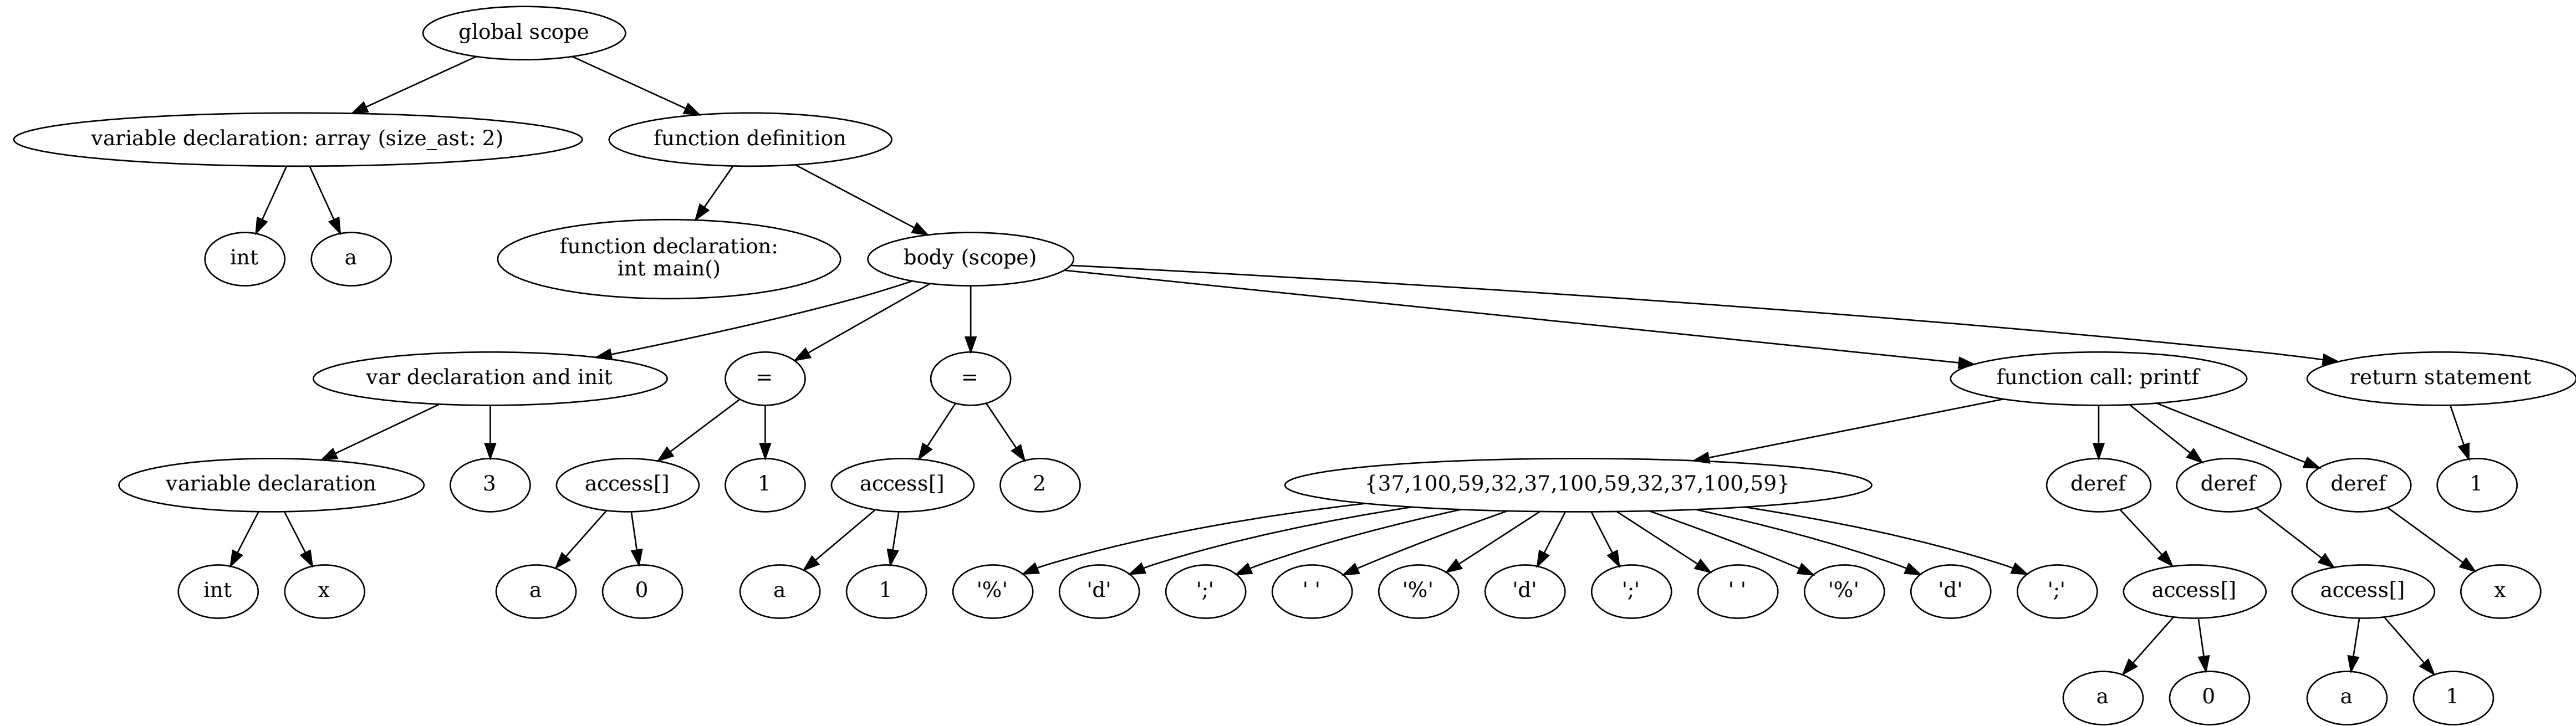 global scope
variable declaration: array (size_ast: 2)
function definition
int
a
function declaration:
int main()
body (scope)
var declaration and init
=
=
function call: printf
return statement
variable declaration
3
access[]
1
access[]
2
{37,100,59,32,37,100,59,32,37,100,59}
deref
deref
deref
1
int
x
a
0
a
1
'%'
'd'
';'
' '
'%'
'd'
';'
' '
'%'
'd'
';'
access[]
access[]
x
a
0
a
1